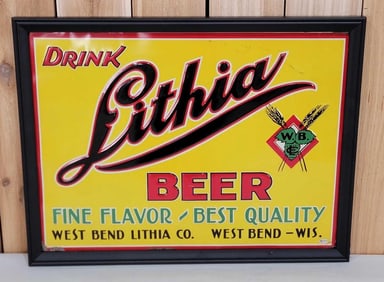 DRINK
Lithia
W. B.
BEER
FINE FLAVOR - BEST QUALITY
WEST BEND LITHIA CO. WEST BEND - WIS.